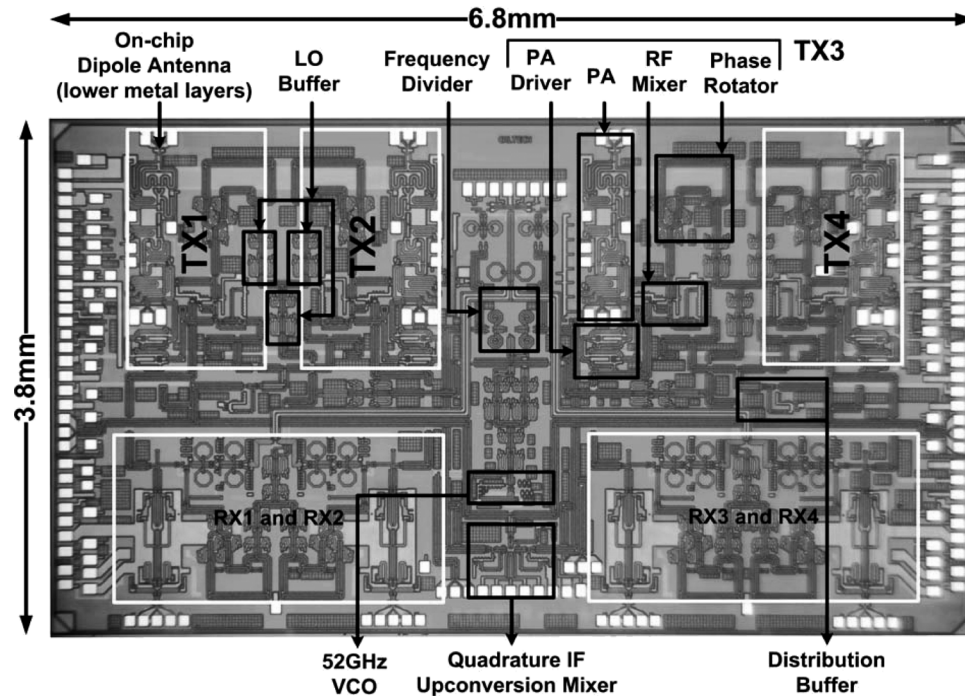 6.8mm
On-chip
Dipole Antenna
(lower metal layers)
LO
Buffer
Frequency
Divider
PA
Driver
PA
RF
Mixer
Phase
Rotator
TX3
3.8mm
TX1
TX2
TX4
RX1 and RX2
RX3 and RX4
52GHz
VCO
Quadrature IF
Upconversion Mixer
Distribution
Buffer